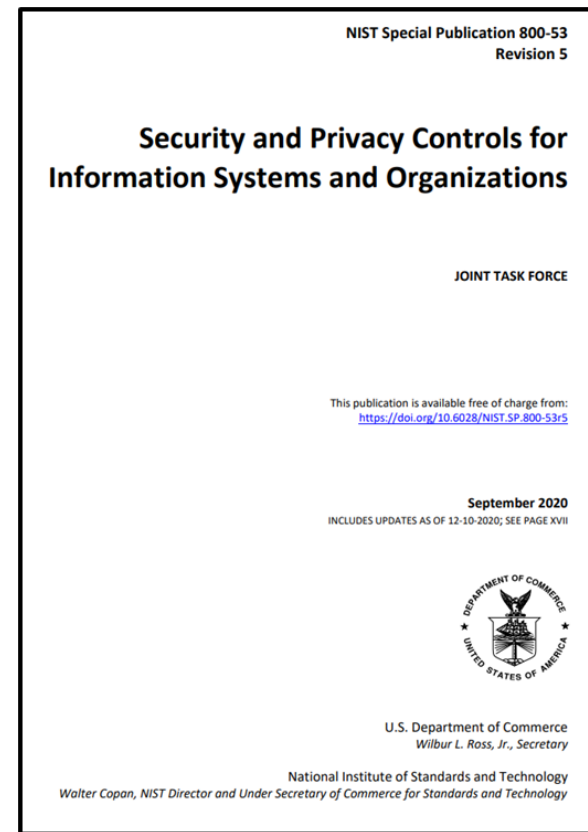 NIST Special Publication 800-53
Revision 5
Security and Privacy Controls for
Information Systems and Organizations
JOINT TASK FORCE
This publication is available free of charge from:
https://doi.org/10.6028/NIST.SP.800-53r5
September 2020
INCLUDES UPDATES AS OF 12-10-2020; SEE PAGE XVII
DEPARTMENT OF COMMERCE
UNITED STATES OF AMERICA
U.S. Department of Commerce
Wilbur L. Ross, Jr., Secretary
National Institute of Standards and Technology
Walter Copan, NIST Director and Under Secretary of Commerce for Standards and Technology